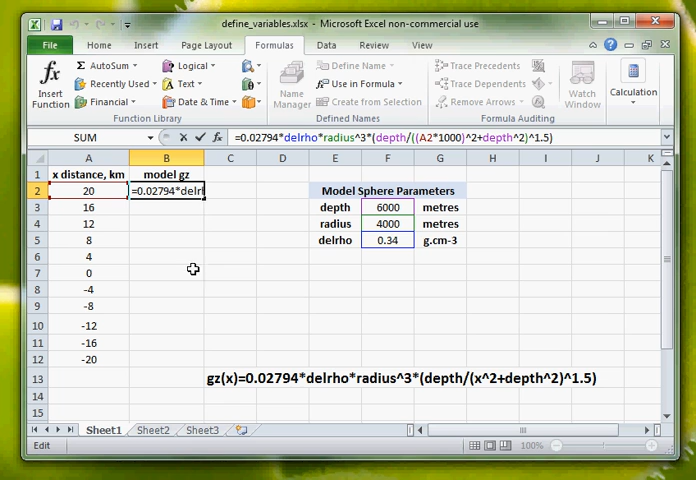 define_variables.xlsx - Microsoft Excel non-commercial use
File Home Insert Page Layout Formulas Data Review View
fx Insert Function
Σ AutoSum
Recently Used
Financial
Logical
Text
Date & Time
Function Library
Name Manager
Define Name
Use in Formula
Create from Selection
Defined Names
Trace Precedents
Trace Dependents
Remove Arrows
Formula Auditing
Watch Window
Calculation
SUM fx =0.02794*delrho*radius^3*(depth/((A2*1000)^2+depth^2)^1.5)
A B C D E F G H I J K
1 x distance, km model gz
2 20 =0.02794*delrh Model Sphere Parameters
3 16 depth 6000 metres
4 12 radius 4000 metres
5 8 delrho 0.34 g.cm-3
6 4
7 0
8 -4
9 -8
10 -12
11 -16
12 -20
13 gz(x)=0.02794*delrho*radius^3*(depth/(x^2+depth^2)^1.5)
14
15
Sheet1 Sheet2 Sheet3
Edit 100%